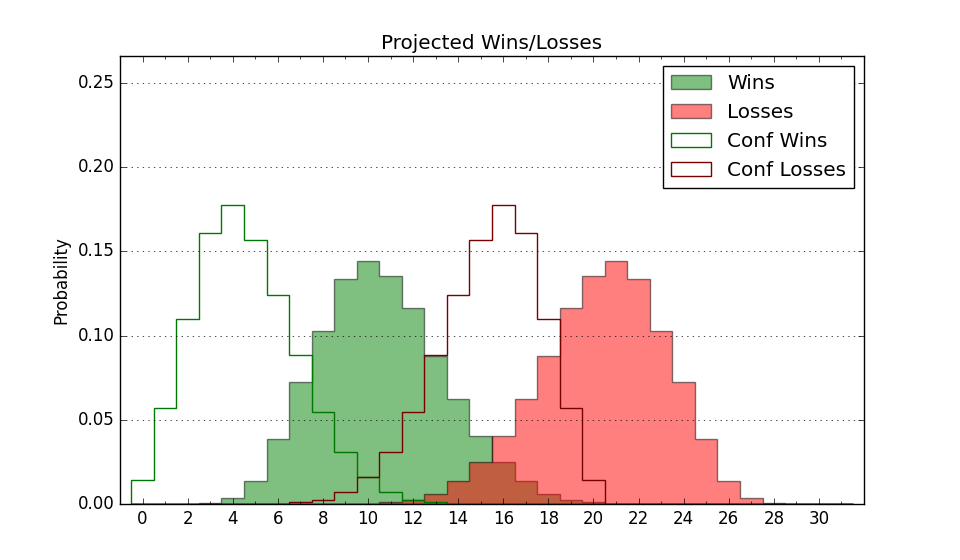 Projected Wins/Losses
Probability
0.25
0.20
0.15
0.10
0.05
0.00
0 2 4 6 8 10 12 14 16 18 20 22 24 26 28 30
Wins
Losses
Conf Wins
Conf Losses